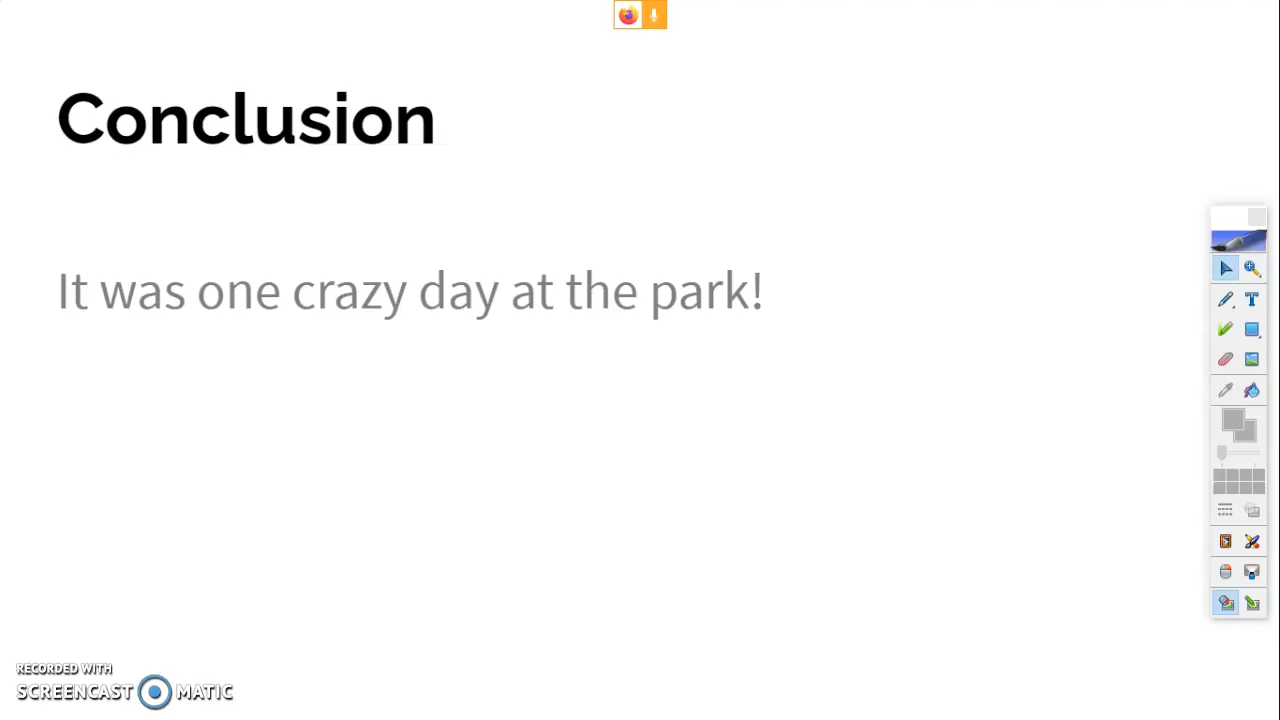 Conclusion
It was one crazy day at the park!
RECORDED WITH
SCREENCAST MATIC